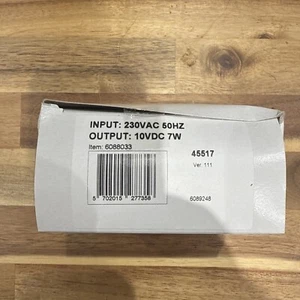 INPUT: 230VAC 50HZ
OUTPUT: 10VDC 7W
Item: 6088033
45517
Ver. 111
5 702015 277358
6089248